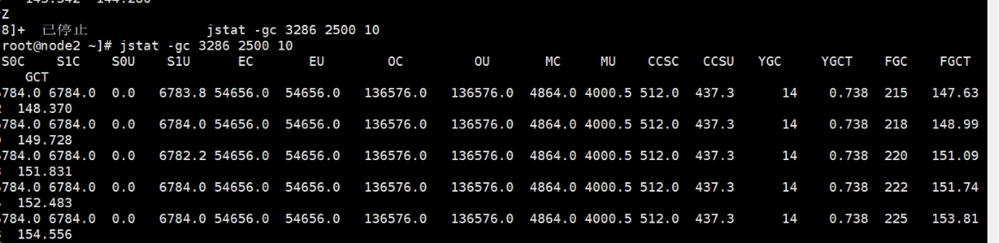 143.542  144.280
Z
8]+  已停止                  jstat -gc 3286 2500 10
root@node2 ~]# jstat -gc 3286 2500 10
S0C    S1C    S0U    S1U      EC       EU        OC         OU       MC     MU    CCSC   CCSU   YGC     YGCT    FGC    FGCT
GCT
784.0 6784.0  0.0   6783.8 54656.0  54656.0   136576.0   136576.0  4864.0 4000.5 512.0  437.3      14    0.738  215   147.63
148.370
784.0 6784.0  0.0   6784.0 54656.0  54656.0   136576.0   136576.0  4864.0 4000.5 512.0  437.3      14    0.738  218   148.99
149.728
784.0 6784.0  0.0   6782.2 54656.0  54656.0   136576.0   136576.0  4864.0 4000.5 512.0  437.3      14    0.738  220   151.09
151.831
784.0 6784.0  0.0   6784.0 54656.0  54656.0   136576.0   136576.0  4864.0 4000.5 512.0  437.3      14    0.738  222   151.74
152.483
784.0 6784.0  0.0   6784.0 54656.0  54656.0   136576.0   136576.0  4864.0 4000.5 512.0  437.3      14    0.738  225   153.81
154.556